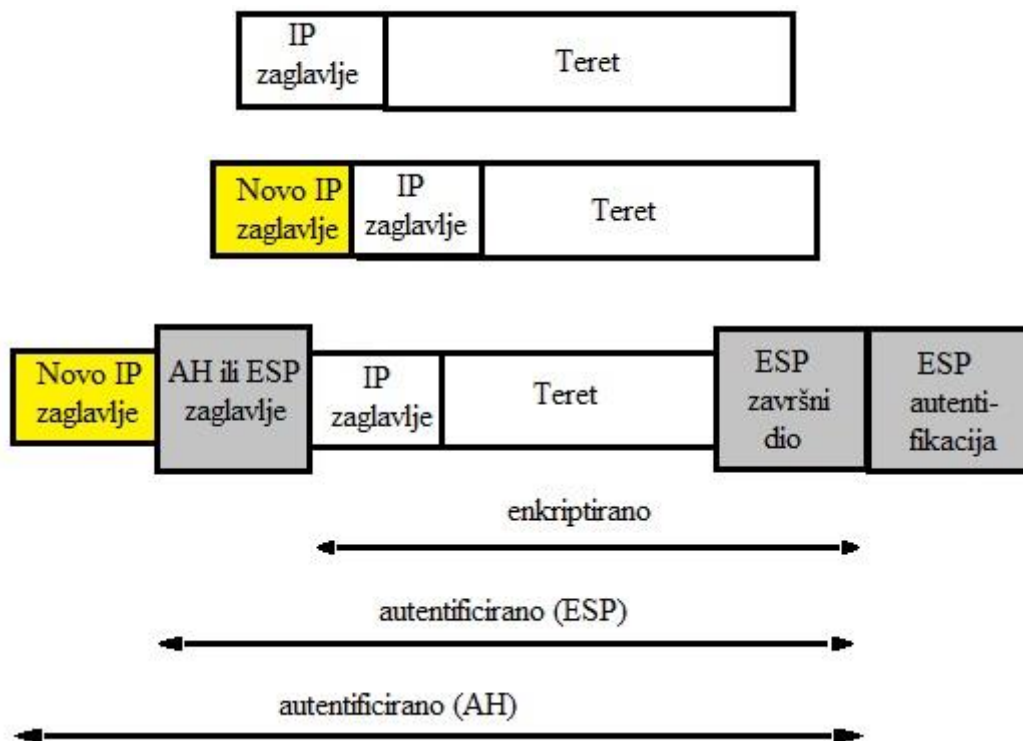 IP
zaglavlje
Teret
Novo IP
zaglavlje
IP
zaglavlje
Teret
Novo IP
zaglavlje
AH ili ESP
zaglavlje
IP
zaglavlje
Teret
ESP
završni
dio
ESP
autenti-
fikacija
enkriptirano
autentificirano (ESP)
autentificirano (AH)